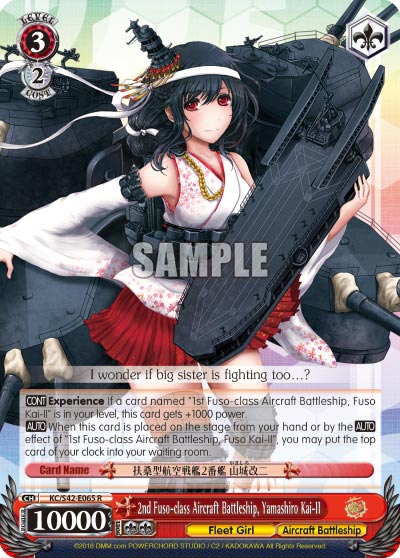 LEVEL
3
2
COST
SAMPLE
I wonder if big sister is fighting too...?
CONT Experience If a card named "1st Fuso-class Aircraft Battleship, Fuso
Kai-II" is in your level, this card gets +1000 power.
AUTO When this card is placed on the stage from your hand or by the AUTO
effect of "1st Fuso-class Aircraft Battleship, Fuso Kai-II", you may put the top
card of your clock into your waiting room.
Card Name 扶桑型航空戦艦2番艦 山城改二
KC/S42-E065 R
2nd Fuso-class Aircraft Battleship, Yamashiro Kai-II
POWER
10000
Fleet Girl
Aircraft Battleship
©2016 DMM.com POWERCHORD STUDIO / C2 / KADOKAWA All Rights Reserved.